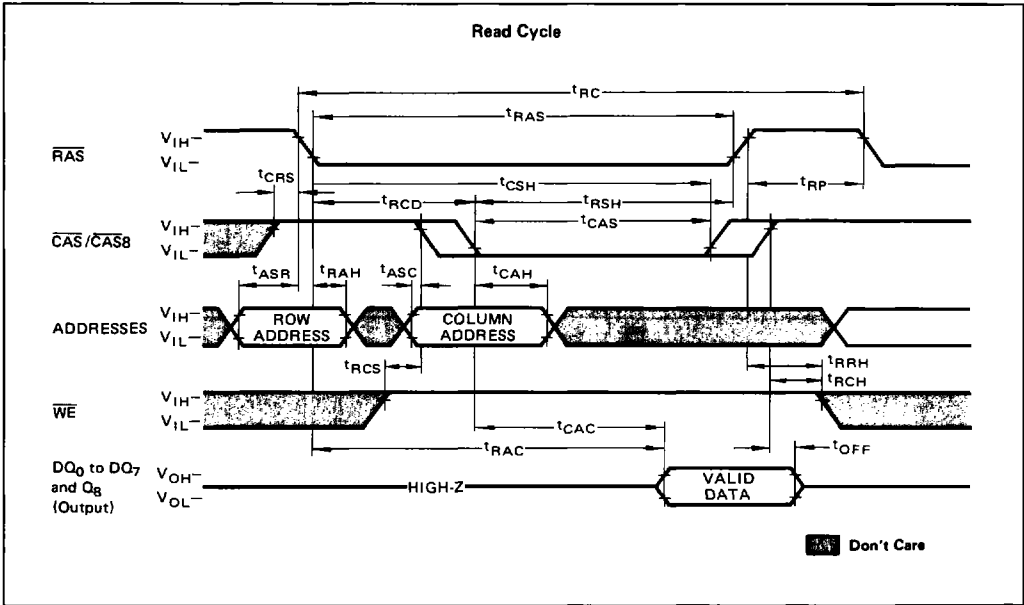 Read Cycle
tRC
tRAS
RAS
VIH
VIL
tCRS
tCSH
tRP
tRCD
tRSH
CAS/CAS8
VIH
VIL
tCAS
tASR
tRAH
tASC
tCAH
ADDRESSES
VIH
VIL
ROW
ADDRESS
COLUMN
ADDRESS
tRCS
tRRH
tRCH
WE
VIH
VIL
tCAC
tRAC
tOFF
DQ0 to DQ7
and Q8
(Output)
VOH
VOL
HIGH-Z
VALID
DATA
Don't Care